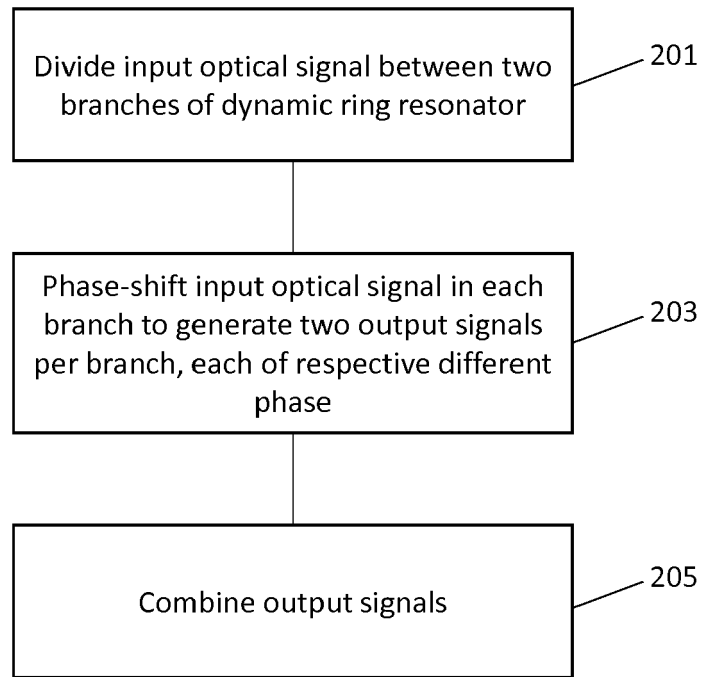 Divide input optical signal between two
branches of dynamic ring resonator
201
Phase-shift input optical signal in each
branch to generate two output signals
per branch, each of respective different
phase
203
Combine output signals
205